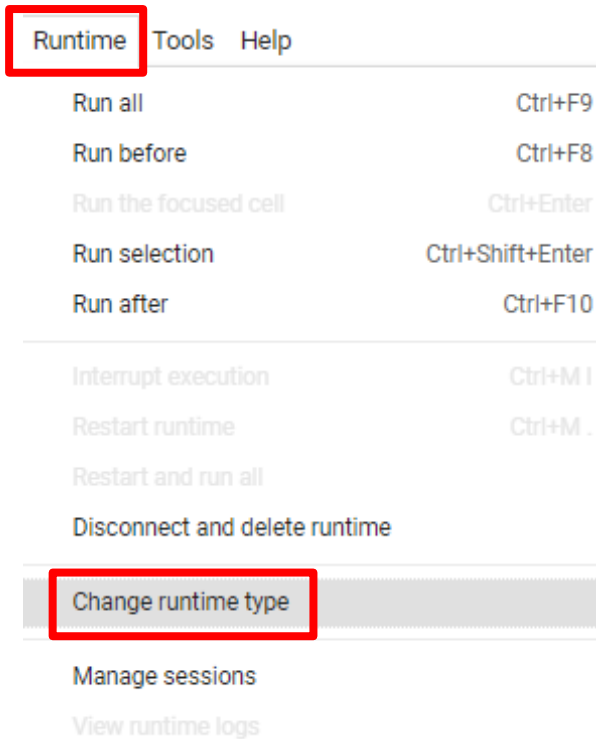 Runtime Tools Help
Run all Ctrl+F9
Run before Ctrl+F8
Run the focused cell Ctrl+Enter
Run selection Ctrl+Shift+Enter
Run after Ctrl+F10
Interrupt execution Ctrl+M I
Restart runtime Ctrl+M .
Restart and run all
Disconnect and delete runtime
Change runtime type
Manage sessions
View runtime logs